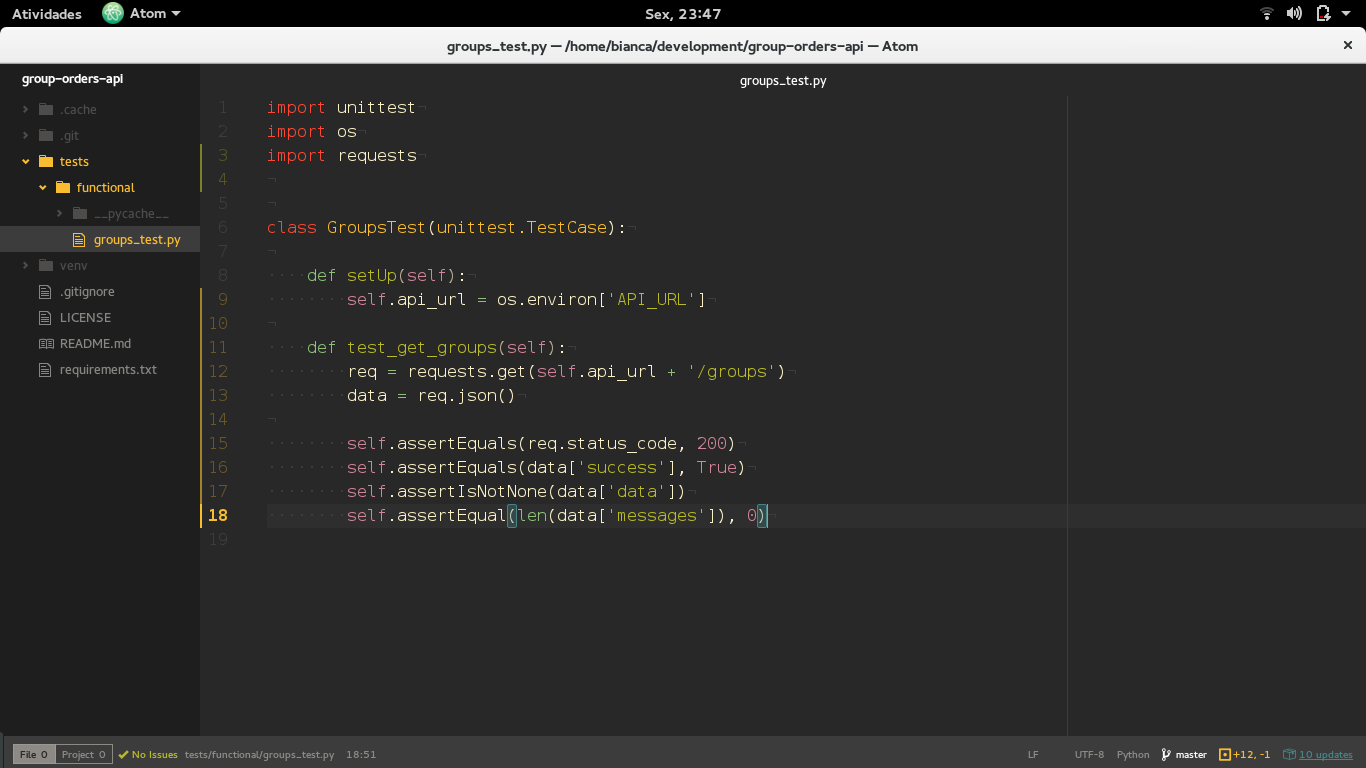 Atividades Atom Sex, 23:47
groups_test.py — /home/bianca/development/group-orders-api — Atom
group-orders-api
.cache
.git
tests
functional
__pycache__
groups_test.py
venv
.gitignore
LICENSE
README.md
requirements.txt
groups_test.py
1 import unittest¬
2 import os¬
3 import requests¬
4 ¬
5 ¬
6 class GroupsTest(unittest.TestCase):¬
7 ¬
8 ····def setUp(self):¬
9 ········self.api_url = os.environ['API_URL']¬
10 ¬
11 ····def test_get_groups(self):¬
12 ········req = requests.get(self.api_url + '/groups')¬
13 ········data = req.json()¬
14 ¬
15 ········self.assertEquals(req.status_code, 200)¬
16 ········self.assertEquals(data['success'], True)¬
17 ········self.assertIsNotNone(data['data'])¬
18 ········self.assertEqual(len(data['messages']), 0)¬
19
File 0 Project 0 No Issues tests/functional/groups_test.py 18:51 LF UTF-8 Python master +12, -1 10 updates